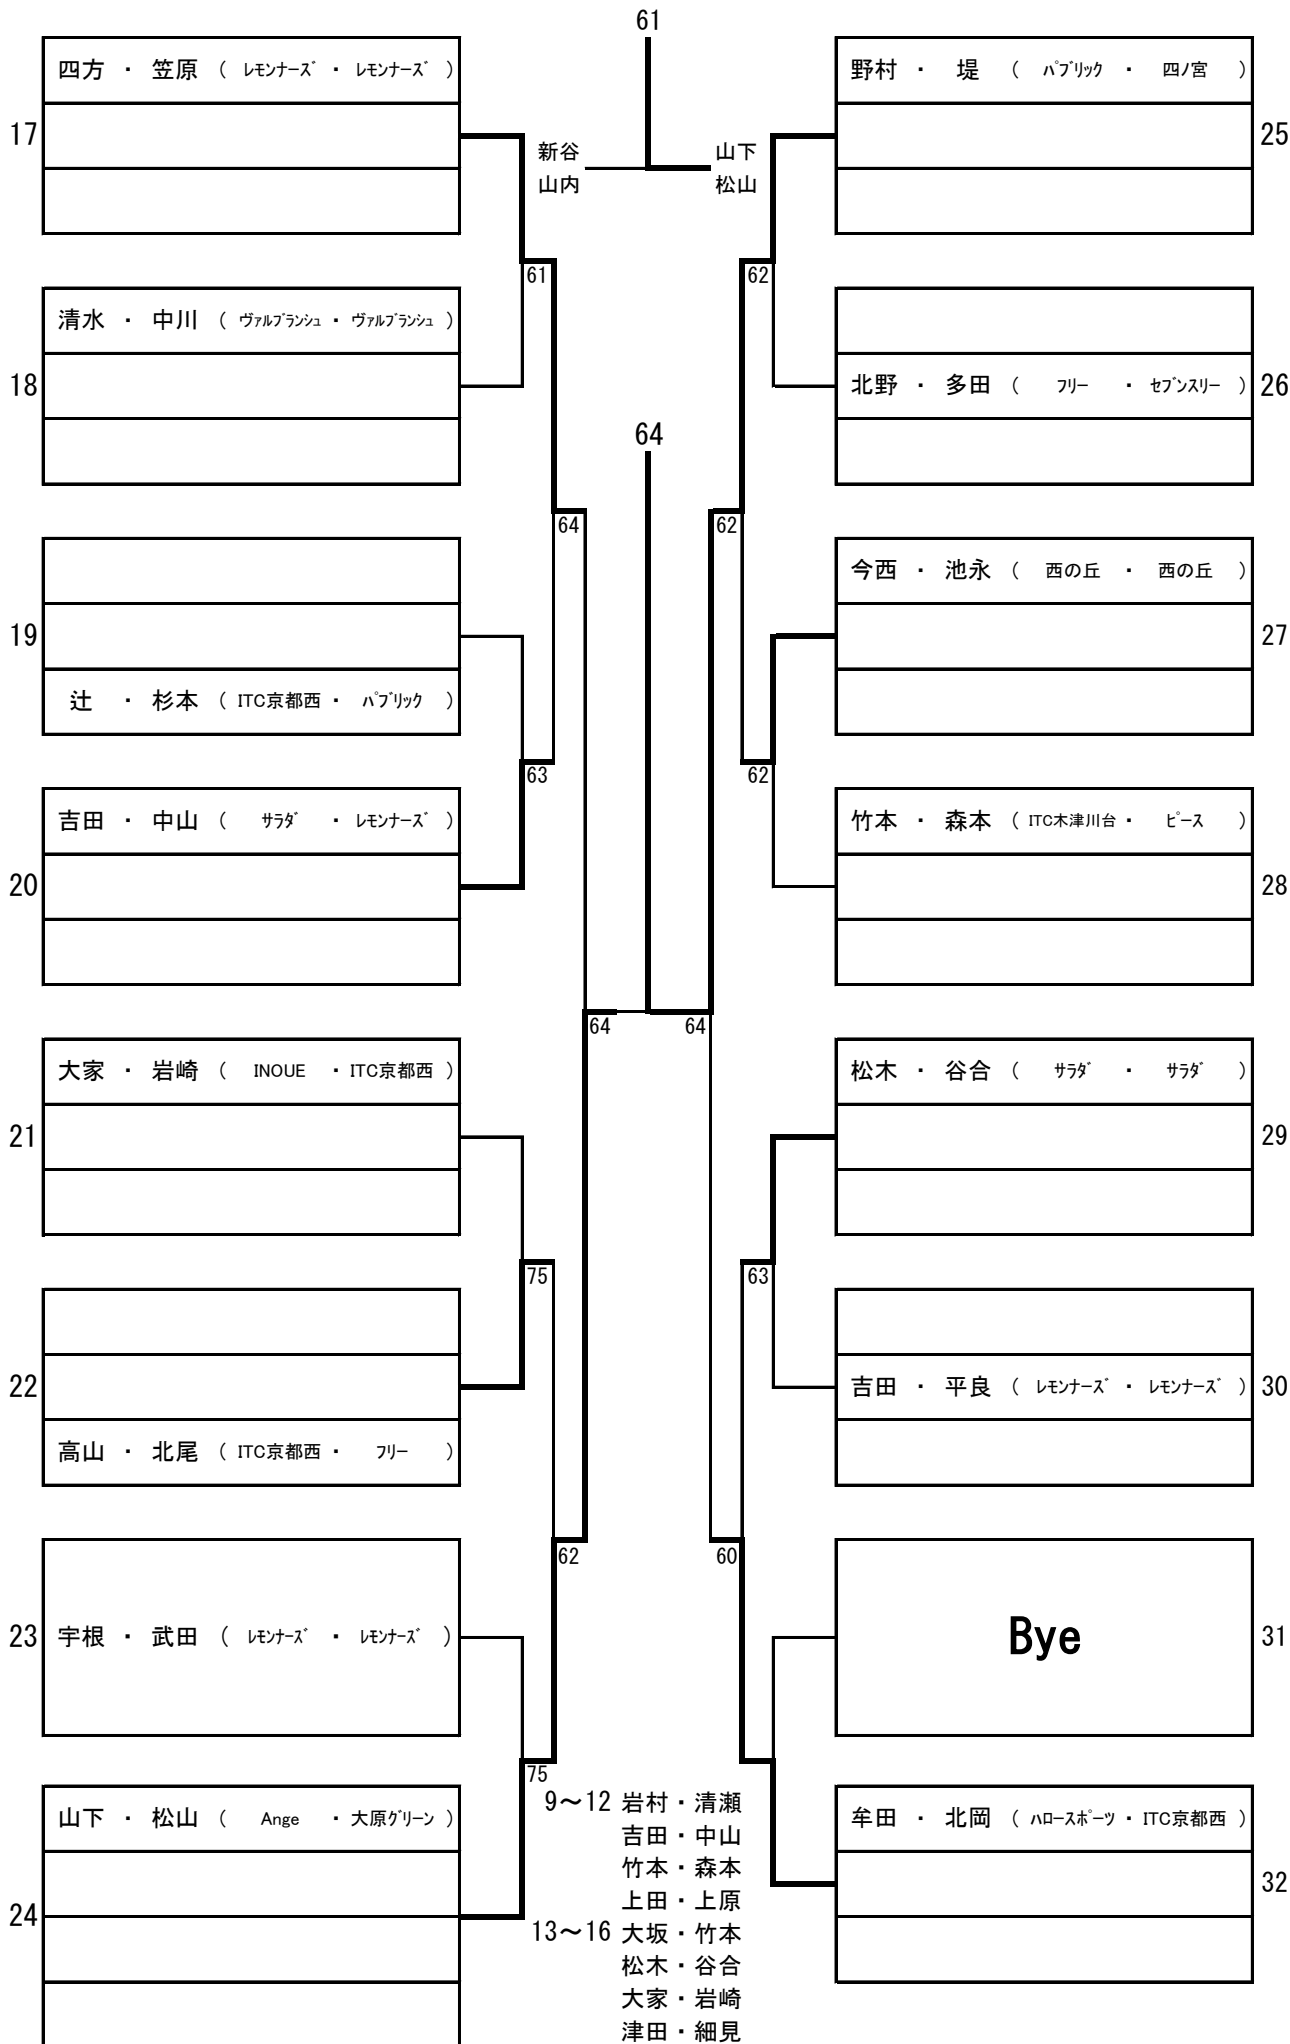 61
四方 ・ 笠原 ( レモンナーズ ・ レモンナーズ )
17
清水 ・ 中川 ( ヴァルブランシュ ・ ヴァルブランシュ )
18
61
19
辻 ・ 杉本 ( ITC京都西 ・ パブリック )
64
63
吉田 ・ 中山 ( サラダ ・ レモンナーズ )
20
大家 ・ 岩崎 ( INOUE ・ ITC京都西 )
21
75
22
高山 ・ 北尾 ( ITC京都西 ・ フリー )
64
62
23
宇根 ・ 武田 ( レモンナーズ ・ レモンナーズ )
75
山下 ・ 松山 ( Ange ・ 大原グリーン )
24
新谷
山内
山下
松山
64
野村 ・ 堤 ( パブリック ・ 四ノ宮 )
25
62
北野 ・ 多田 ( フリー ・ セブンスリー )
26
62
今西 ・ 池永 ( 西の丘 ・ 西の丘 )
27
62
竹本 ・ 森本 ( ITC木津川台 ・ ピース )
28
64
松木 ・ 谷合 ( サラダ ・ サラダ )
29
63
吉田 ・ 平良 ( レモンナーズ ・ レモンナーズ )
30
60
Bye
31
牟田 ・ 北岡 ( ハロースポーツ ・ ITC京都西 )
32
9～12 岩村・清瀬
吉田・中山
竹本・森本
上田・上原
13～16 大坂・竹本
松木・谷合
大家・岩崎
津田・細見